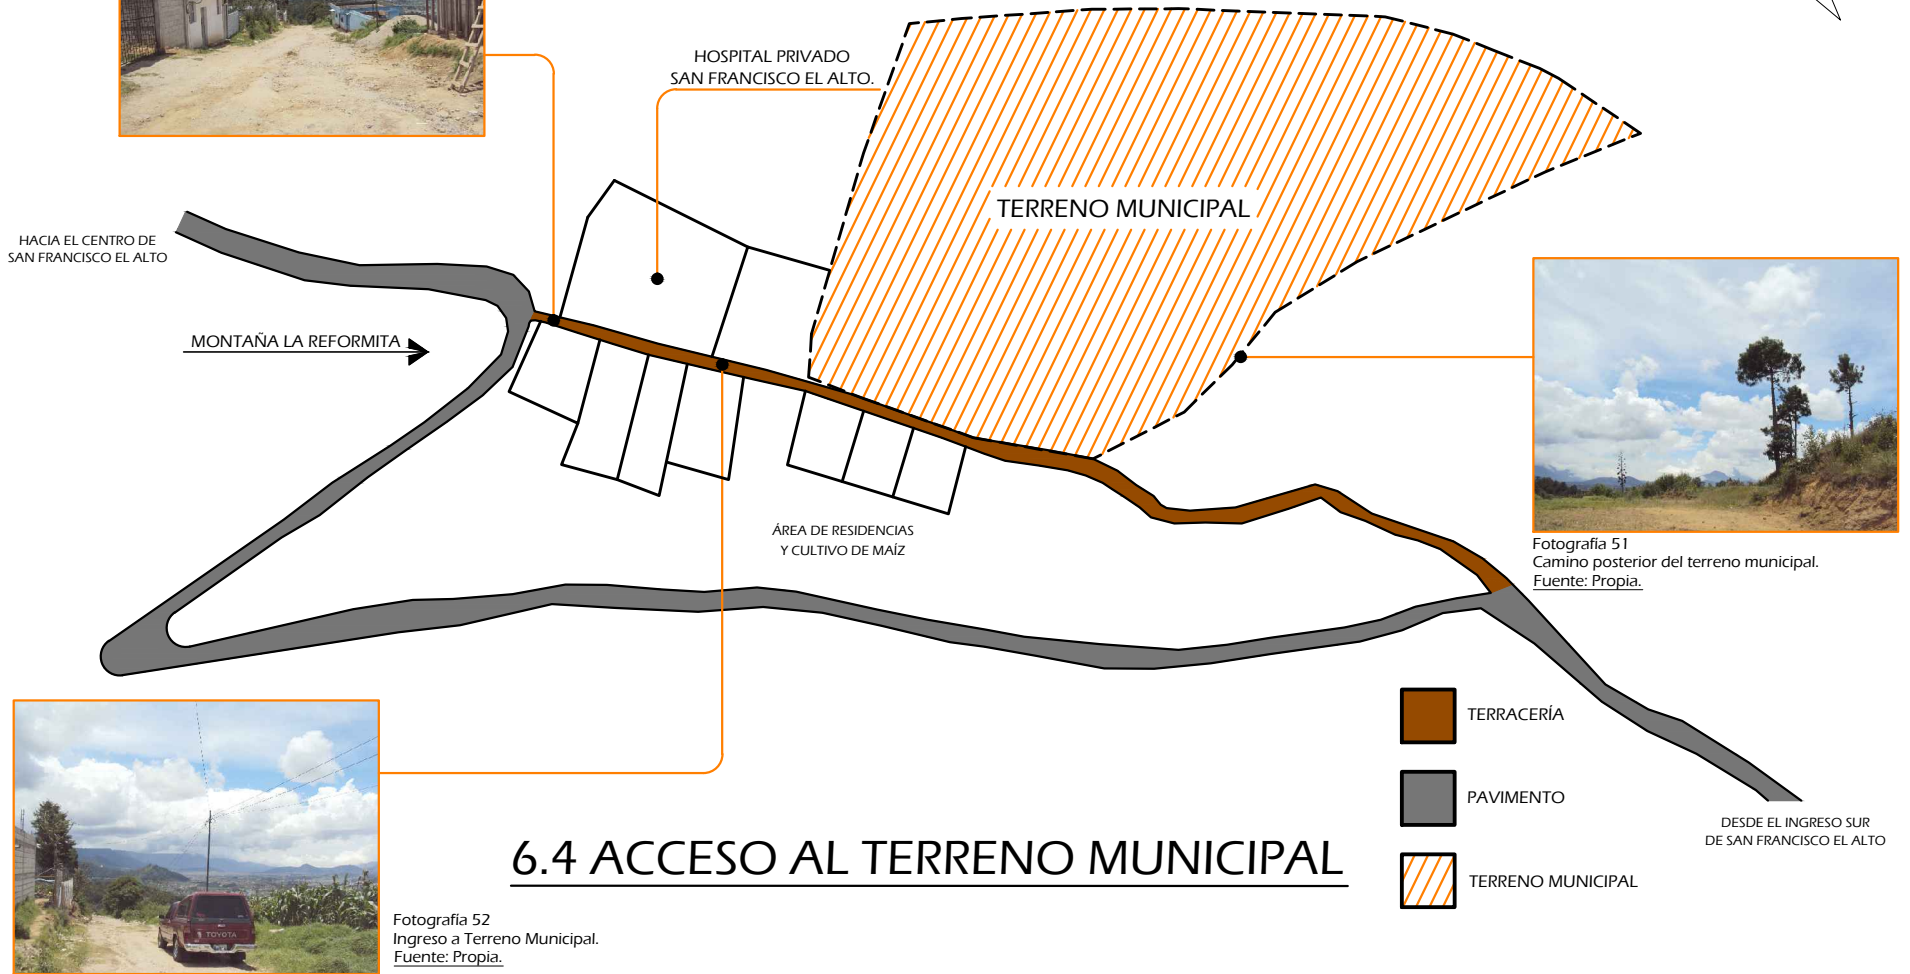 HOSPITAL PRIVADO
SAN FRANCISCO EL ALTO.
TERRENO MUNICIPAL
HACIA EL CENTRO DE
SAN FRANCISCO EL ALTO
MONTAÑA LA REFORMITA
ÁREA DE RESIDENCIAS
Y CULTIVO DE MAÍZ
Fotografía 51
Camino posterior del terreno municipal.
Fuente: Propia.
TERRACERÍA
PAVIMENTO
TERRENO MUNICIPAL
DESDE EL INGRESO SUR
DE SAN FRANCISCO EL ALTO
6.4 ACCESO AL TERRENO MUNICIPAL
TOYOTA
Fotografía 52
Ingreso a Terreno Municipal.
Fuente: Propia.